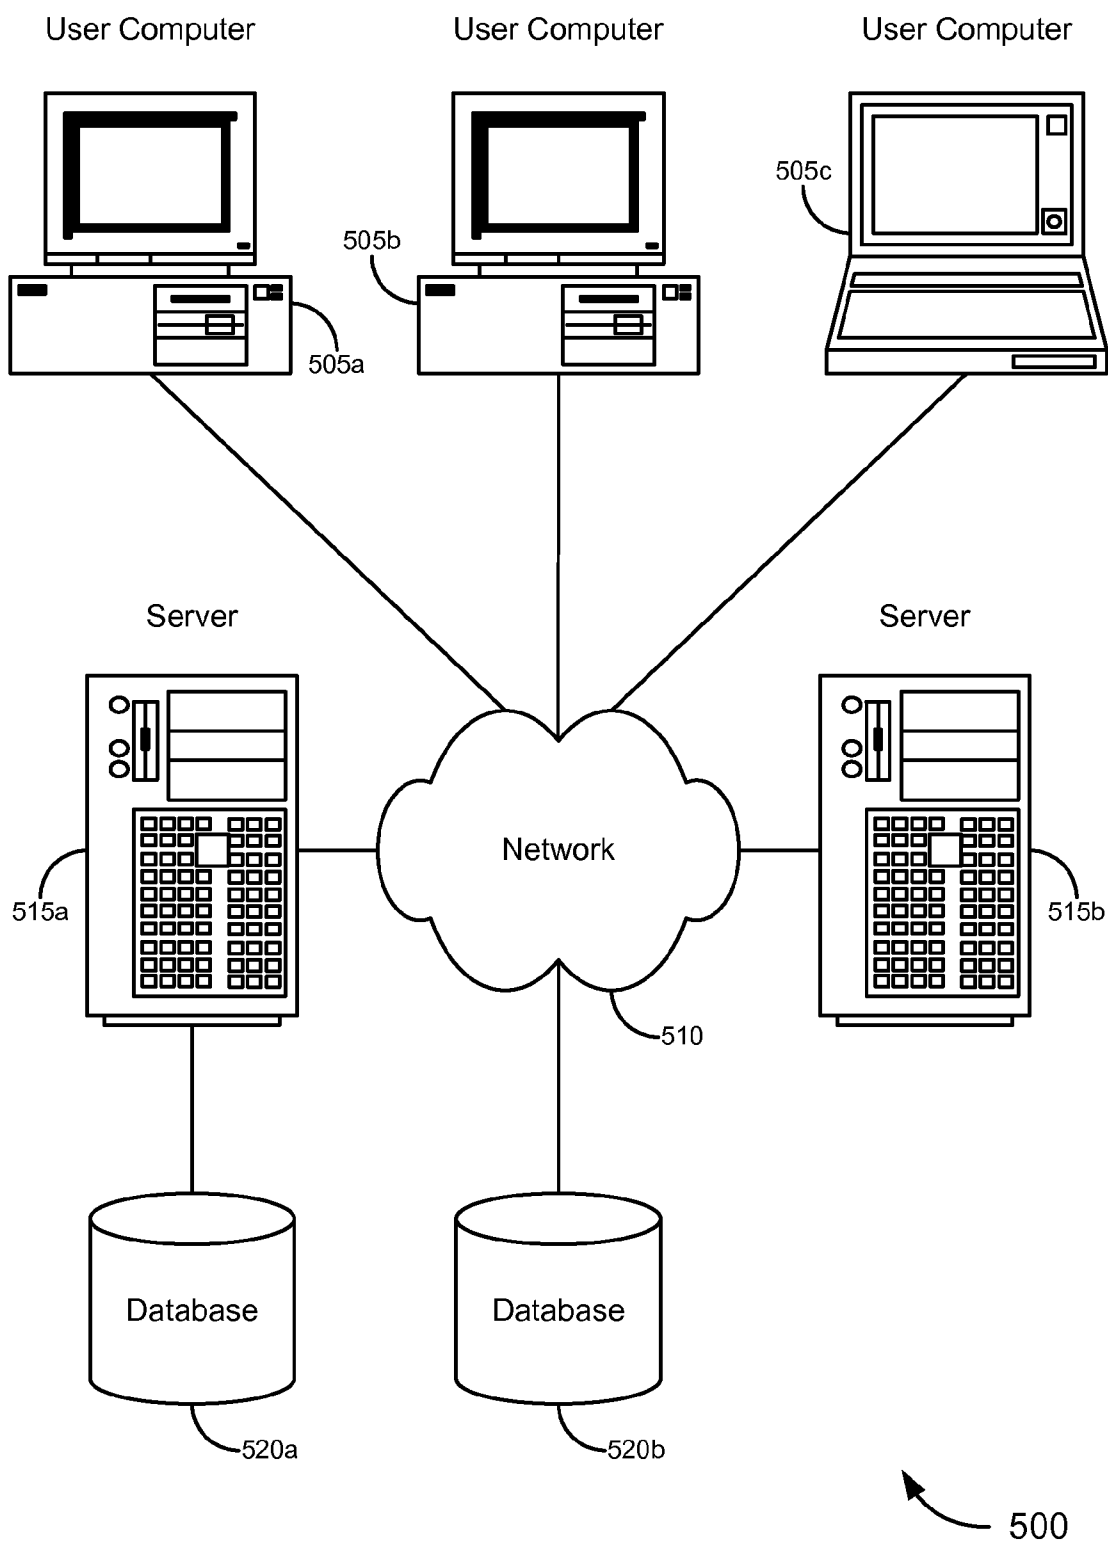 User Computer
User Computer
User Computer
505c
505b
505a
Server
Server
Network
515a
515b
510
Database
Database
520a
520b
500